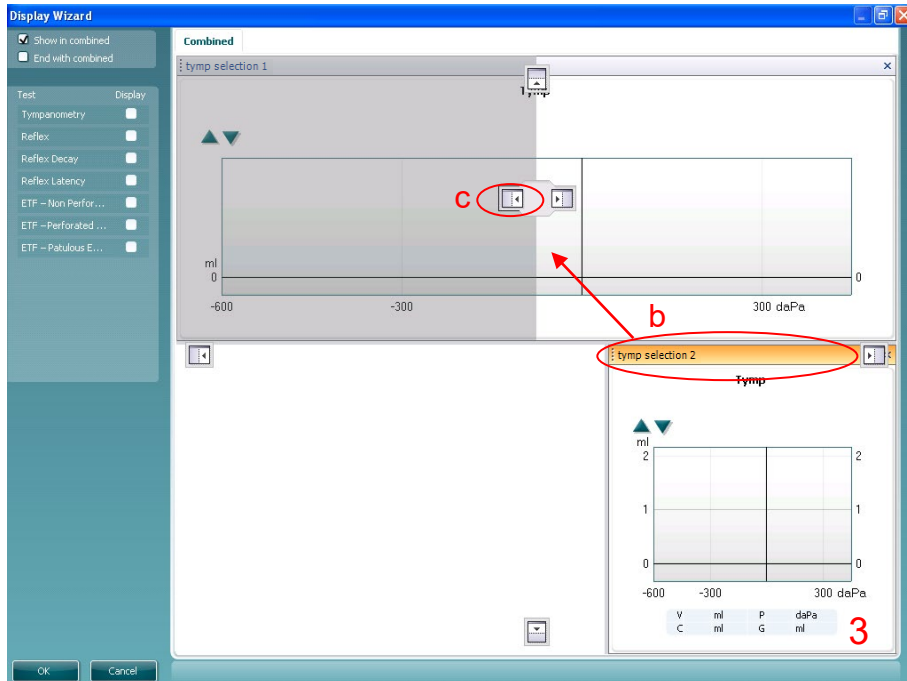 Display Wizard
Show in combined
End with combined
Test Display
Tympanometry
Reflex
Reflex Decay
Reflex Latency
ETF – Non Perfor...
ETF – Perforated ...
ETF – Patulous E...
OK Cancel
Combined
tymp selection 1
Tymp
c
ml
0 0
-600 -300 300 daPa
b
tymp selection 2
Tymp
ml
2 2
1 1
0 0
-600 -300 300 daPa
V ml P daPa
C ml G ml
3